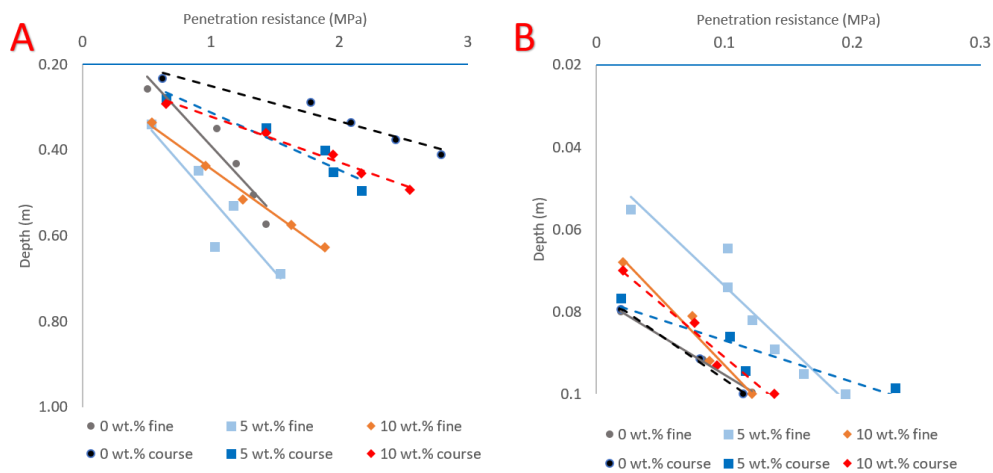 A
Penetration resistance (MPa)
0 1 2 3
0.20
0.40
0.60
0.80
1.00
Depth (m)
0 wt.% fine 5 wt.% fine 10 wt.% fine
0 wt.% course 5 wt.% course 10 wt.% course
B
Penetration resistance (MPa)
0 0.1 0.2 0.3
0.02
0.04
0.06
0.08
0.1
Depth (m)
0 wt.% fine 5 wt.% fine 10 wt.% fine
0 wt.% course 5 wt.% course 10 wt.% course